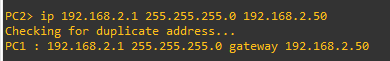 PC2> ip 192.168.2.1 255.255.255.0 192.168.2.50
Checking for duplicate address...
PC1 : 192.168.2.1 255.255.255.0 gateway 192.168.2.50